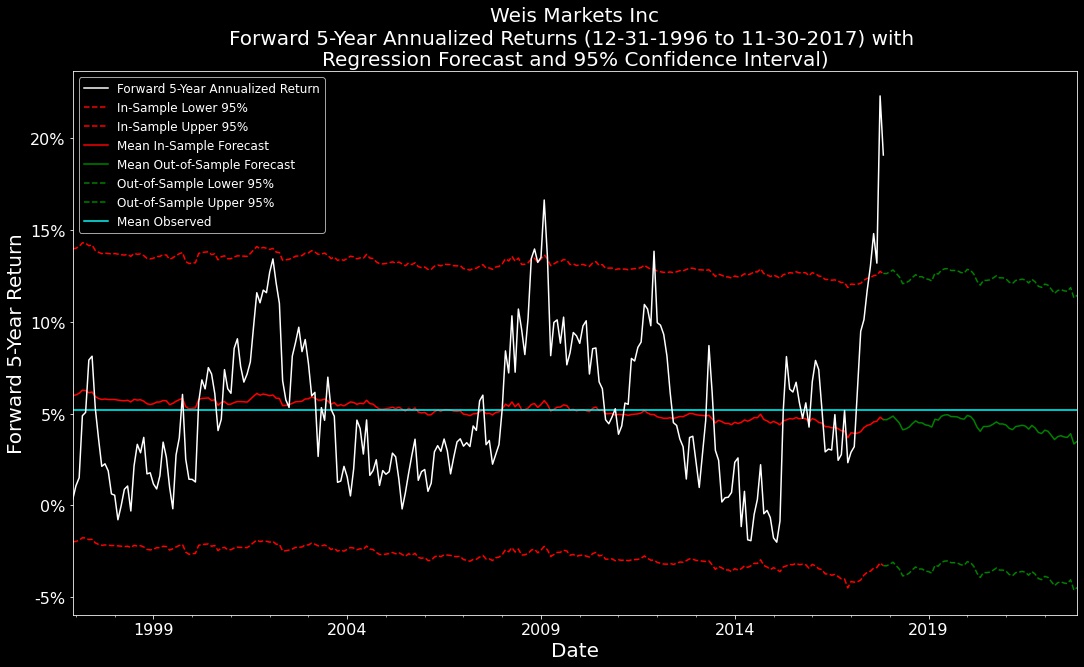 Weis Markets Inc
Forward 5-Year Annualized Returns (12-31-1996 to 11-30-2017) with
Regression Forecast and 95% Confidence Interval)
Forward 5-Year Annualized Return
In-Sample Lower 95%
In-Sample Upper 95%
Mean In-Sample Forecast
Mean Out-of-Sample Forecast
Out-of-Sample Lower 95%
Out-of-Sample Upper 95%
Mean Observed
Forward 5-Year Return
20%
15%
10%
5%
0%
-5%
1999
2004
2009
2014
2019
Date